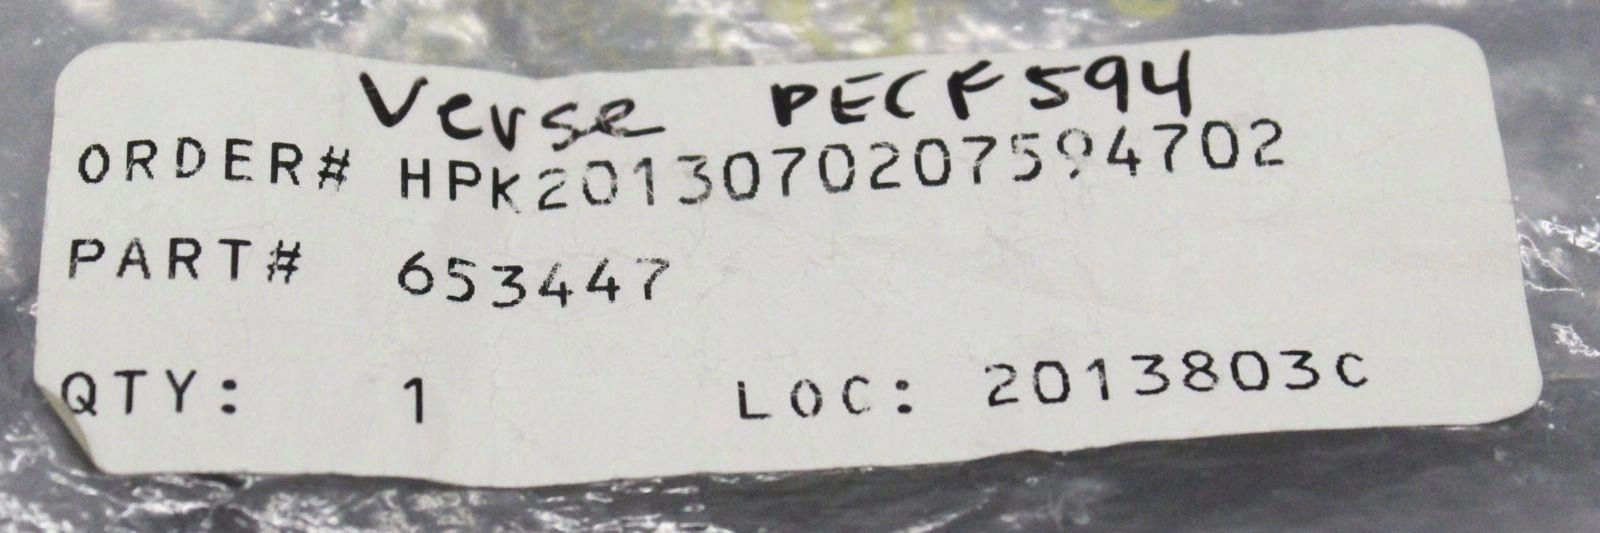 Verse PECF594
ORDER# HPK2013070207594702
PART# 653447
QTY: 1 LOC: 2013803C